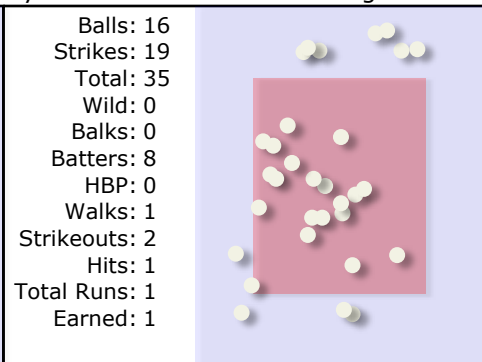 Balls: 16
Strikes: 19
Total: 35
Wild: 0
Balks: 0
Batters: 8
HBP: 0
Walks: 1
Strikeouts: 2
Hits: 1
Total Runs: 1
Earned: 1